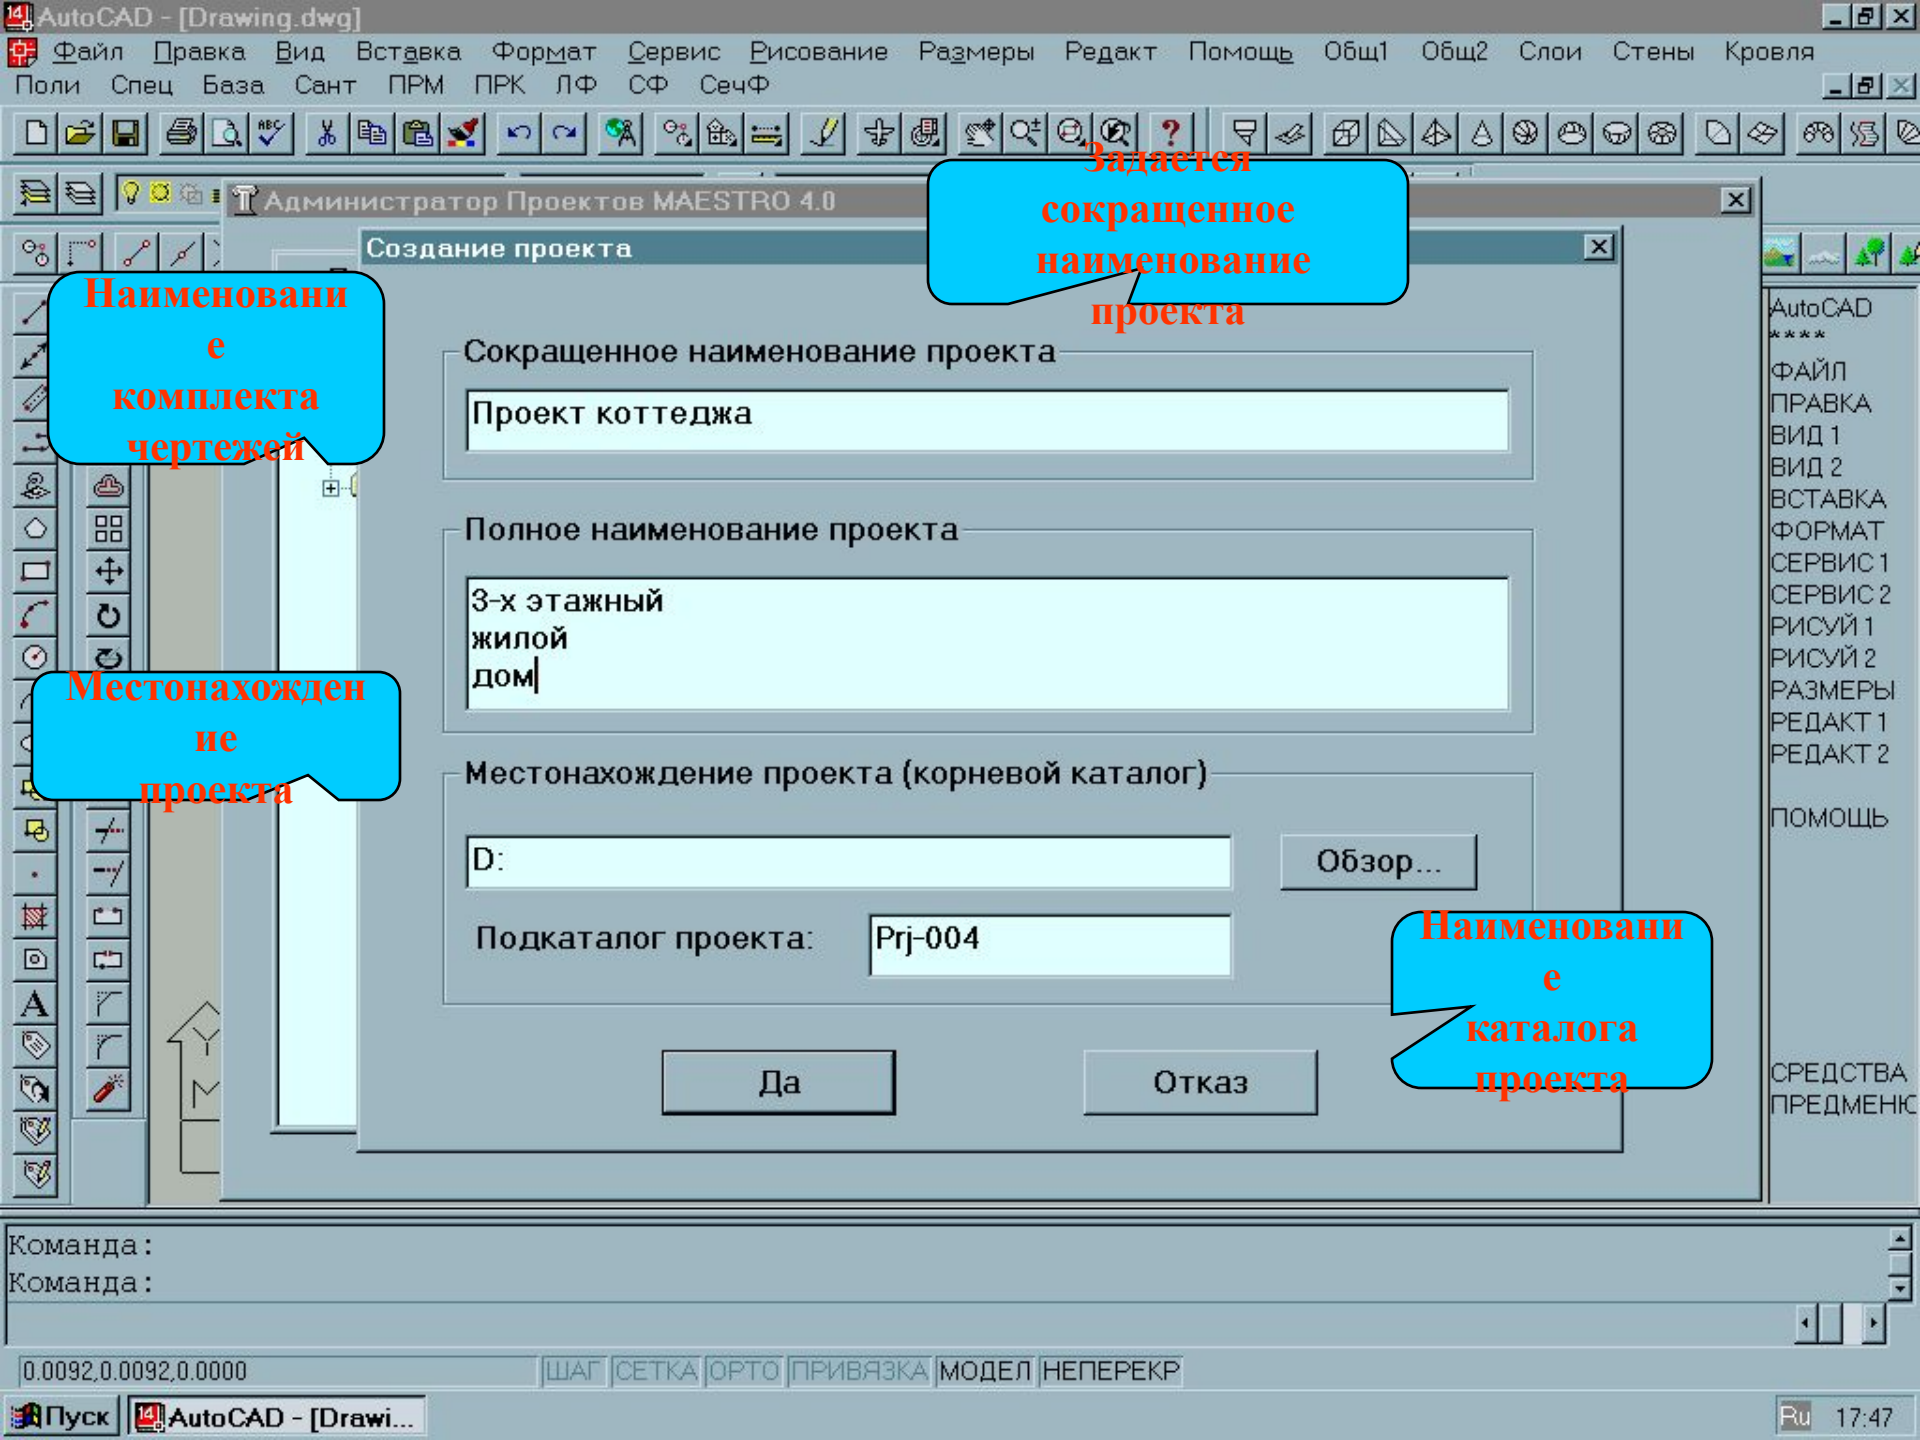 AutoCAD - [Drawing.dwg]
Файл Правка Вид Вставка Формат Сервис Рисование Размеры Редакт Помощь Общ1 Общ2 Слои Стены Кровля
Поли Спец База Сант ПРМ ПРК ЛФ СФ СечФ
Администратор Проектов MAESTRO 4.0
Задается
сокращенное
наименование
проекта
Создание проекта
Наименовани
е
комплекта
чертежей
Сокращенное наименование проекта
Проект коттеджа
Полное наименование проекта
3-х этажный
жилой
дом
Местонахожден
ие
проекта
Местонахождение проекта (корневой каталог)
D:
Обзор...
Подкаталог проекта:
Prj-004
Наименовани
е
каталога
проекта
Да
Отказ
AutoCAD
****
ФАЙЛ
ПРАВКА
ВИД 1
ВИД 2
ВСТАВКА
ФОРМАТ
СЕРВИС 1
СЕРВИС 2
РИСУЙ 1
РИСУЙ 2
РАЗМЕРЫ
РЕДАКТ 1
РЕДАКТ 2
ПОМОЩЬ
СРЕДСТВА
ПРЕДМЕНЮ
Команда:
Команда:
0.0092,0.0092,0.0000
ШАГ СЕТКА ОРТО ПРИВЯЗКА МОДЕЛ НЕПЕРЕКР
Пуск AutoCAD - [Drawi...
Ru 17:47